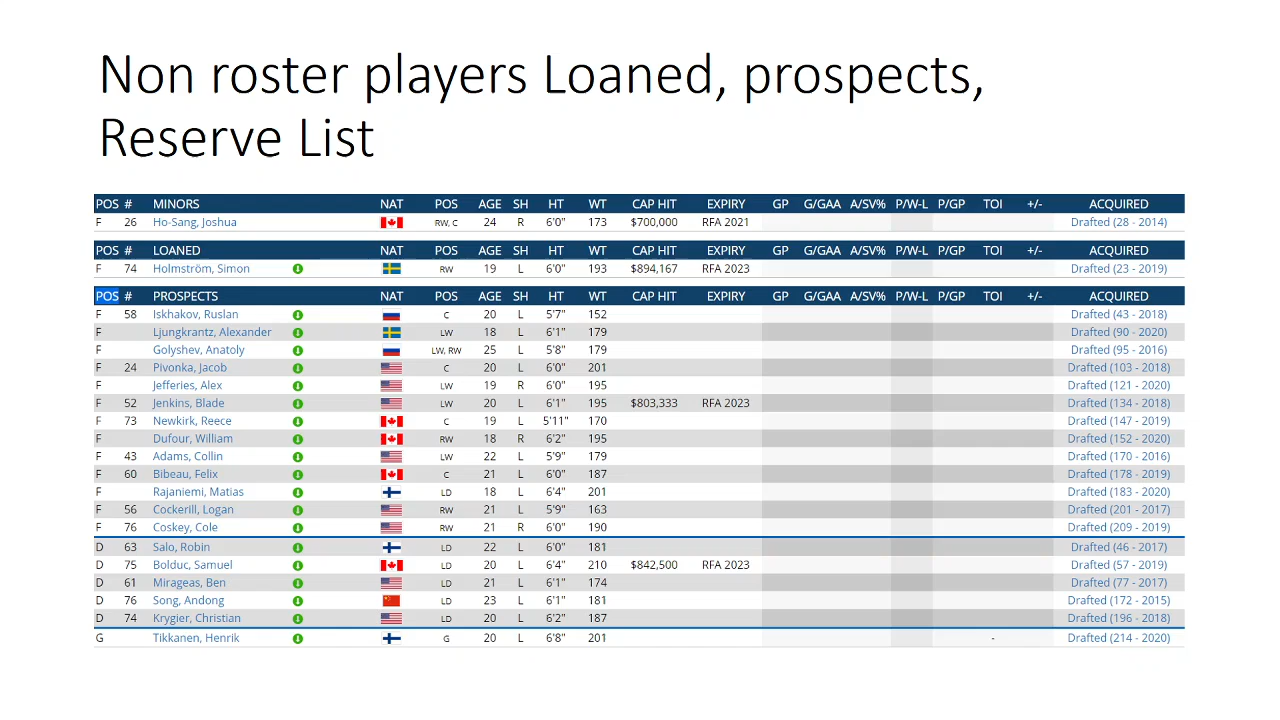 Non roster players Loaned, prospects,
Reserve List
POS # MINORS NAT POS AGE SH HT WT CAP HIT EXPIRY GP G/GAA A/SV% P/W-L P/GP TOI +/- ACQUIRED
F 26 Ho-Sang, Joshua RW, C 24 R 6'0" 173 $700,000 RFA 2021 Drafted (28 - 2014)
POS # LOANED NAT POS AGE SH HT WT CAP HIT EXPIRY GP G/GAA A/SV% P/W-L P/GP TOI +/- ACQUIRED
F 74 Holmström, Simon RW 19 L 6'0" 193 $894,167 RFA 2023 Drafted (23 - 2019)
POS # PROSPECTS NAT POS AGE SH HT WT CAP HIT EXPIRY GP G/GAA A/SV% P/W-L P/GP TOI +/- ACQUIRED
F 58 Iskhakov, Ruslan C 20 L 5'7" 152 Drafted (43 - 2018)
F Ljungkrantz, Alexander LW 18 L 6'1" 179 Drafted (90 - 2020)
F Golyshev, Anatoly LW, RW 25 L 5'8" 179 Drafted (95 - 2016)
F 24 Pivonka, Jacob C 20 L 6'0" 201 Drafted (103 - 2018)
F Jefferies, Alex LW 19 R 6'0" 195 Drafted (121 - 2020)
F 52 Jenkins, Blade LW 20 L 6'1" 195 $803,333 RFA 2023 Drafted (134 - 2018)
F 73 Newkirk, Reece C 19 L 5'11" 170 Drafted (147 - 2019)
F Dufour, William RW 18 R 6'2" 195 Drafted (152 - 2020)
F 43 Adams, Collin LW 22 L 5'9" 179 Drafted (170 - 2016)
F 60 Bibeau, Felix C 21 L 6'0" 187 Drafted (178 - 2019)
F Rajaniemi, Matias LD 18 L 6'4" 201 Drafted (183 - 2020)
F 56 Cockerill, Logan RW 21 L 5'9" 163 Drafted (201 - 2017)
F 76 Coskey, Cole RW 21 R 6'0" 190 Drafted (209 - 2019)
D 63 Salo, Robin LD 22 L 6'0" 181 Drafted (46 - 2017)
D 75 Bolduc, Samuel LD 20 L 6'4" 210 $842,500 RFA 2023 Drafted (57 - 2019)
D 61 Mirageas, Ben LD 21 L 6'1" 174 Drafted (77 - 2017)
D 76 Song, Andong LD 23 L 6'1" 181 Drafted (172 - 2015)
D 74 Krygier, Christian LD 20 L 6'2" 187 Drafted (196 - 2018)
G Tikkanen, Henrik G 20 L 6'8" 201 - Drafted (214 - 2020)